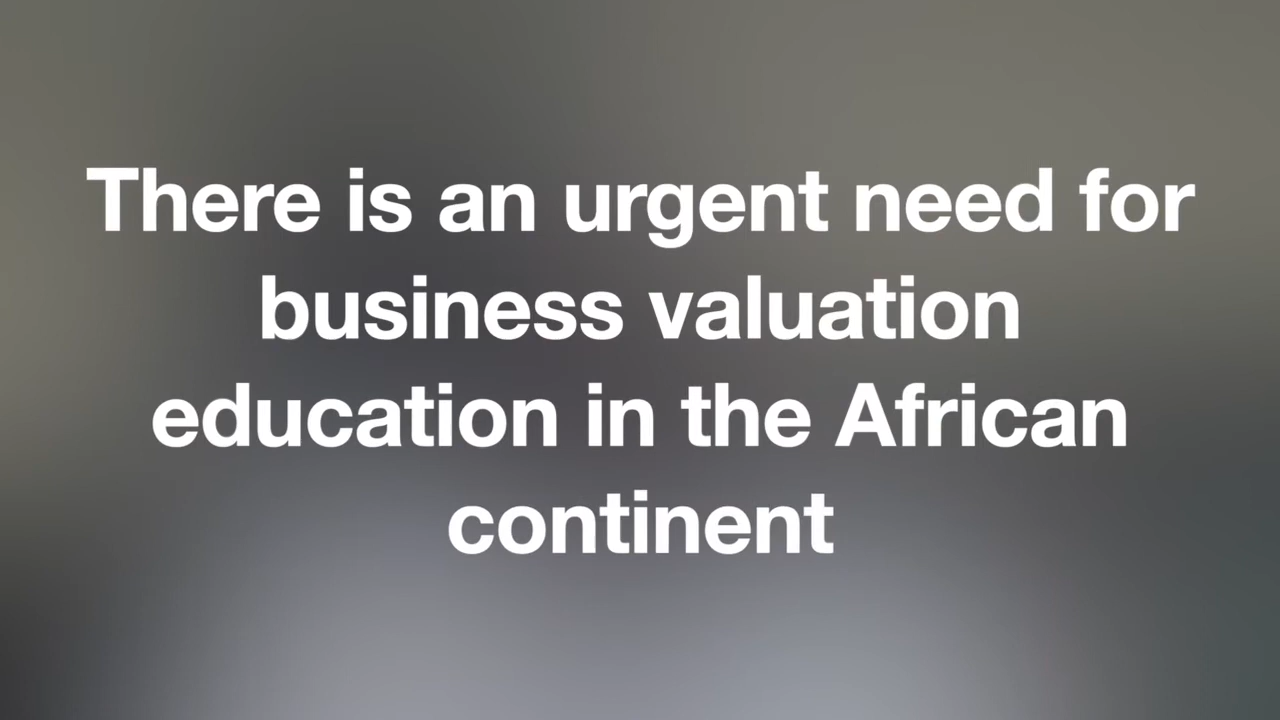 There is an urgent need for
business valuation
education in the African
continent